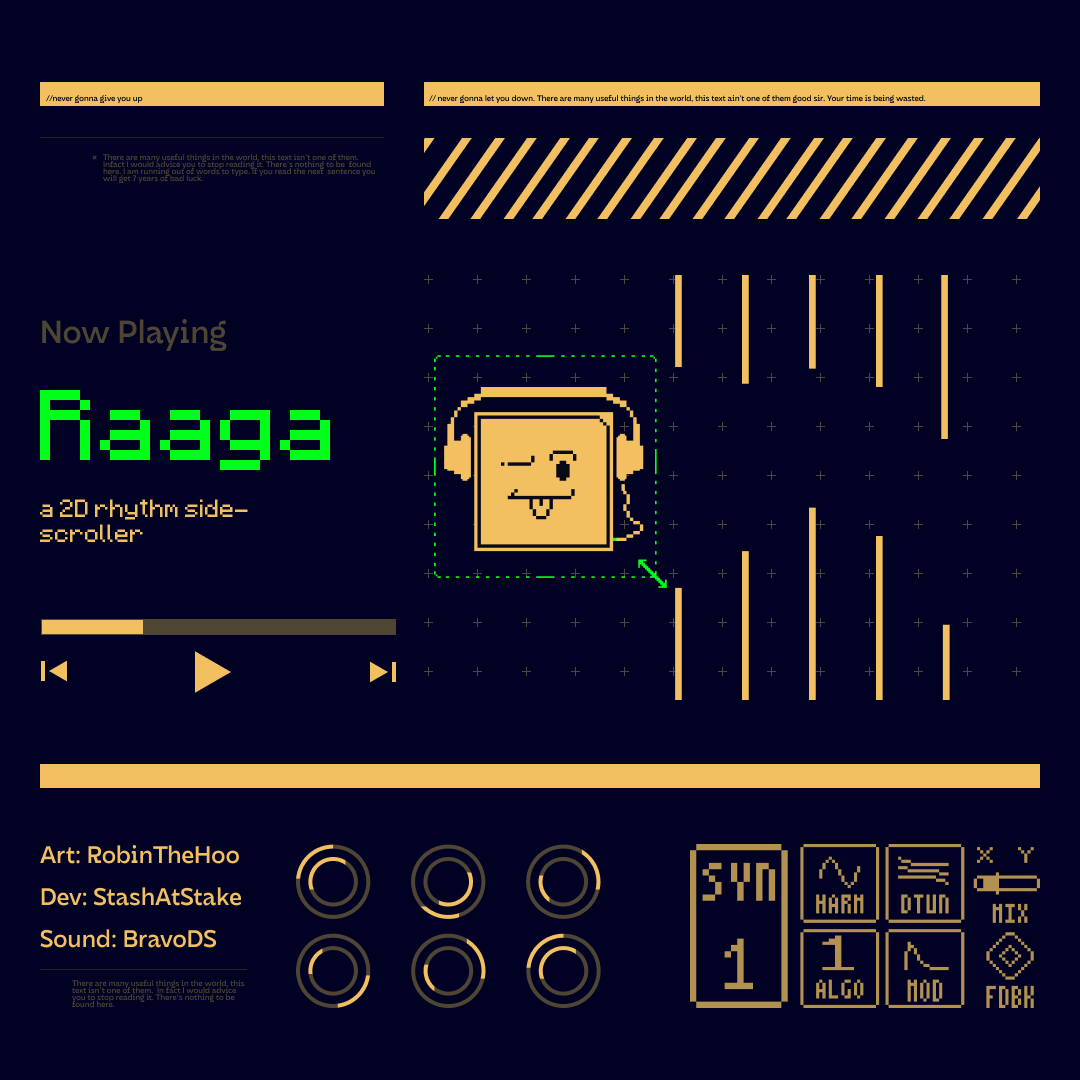 //never gonna give you up
// never gonna let you down. There are many useful things in the world, this text ain't one of them good sir. Your time is being wasted.
* There are many useful things in the world, this text isn't one of them.
Infact I would advice you to stop reading it. There's nothing to be found
here. I am running out of words to type. If you read the next sentence you
will get 7 years of bad luck.
Now Playing
Raaga
a 2D rhythm side-
scroller
Art: RobinTheHoo
Dev: StashAtStake
Sound: BravoDS
There are many useful things in the world, this
text isn't one of them. In fact I would advice
you to stop reading it. There's nothing to be
found here.
SYN
1
HARM
DTUN
X Y
MIX
1
ALGO
MOD
FDBK